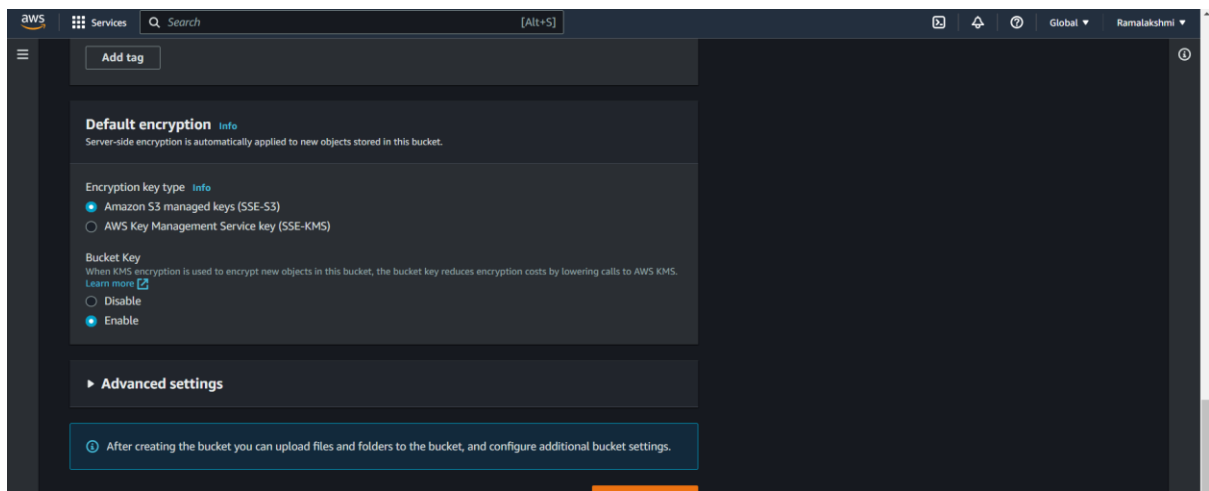 aws Services Search [Alt+S] Global Ramalakshmi
Add tag
Default encryption Info
Server-side encryption is automatically applied to new objects stored in this bucket.
Encryption key type Info
Amazon S3 managed keys (SSE-S3)
AWS Key Management Service key (SSE-KMS)
Bucket Key
When KMS encryption is used to encrypt new objects in this bucket, the bucket key reduces encryption costs by lowering calls to AWS KMS.
Learn more
Disable
Enable
Advanced settings
After creating the bucket you can upload files and folders to the bucket, and configure additional bucket settings.